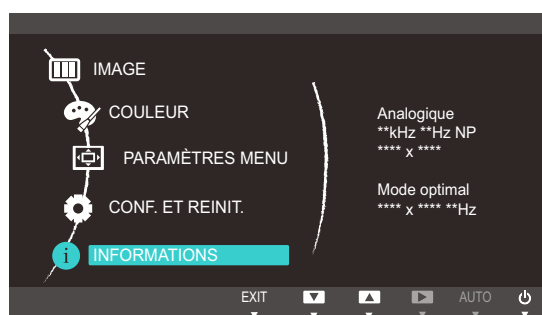 IMAGE
COULEUR
PARAMÈTRES MENU
CONF. ET REINIT.
INFORMATIONS
Analogique
**kHz **Hz NP
**** x ****
Mode optimal
**** x **** **Hz
EXIT AUTO